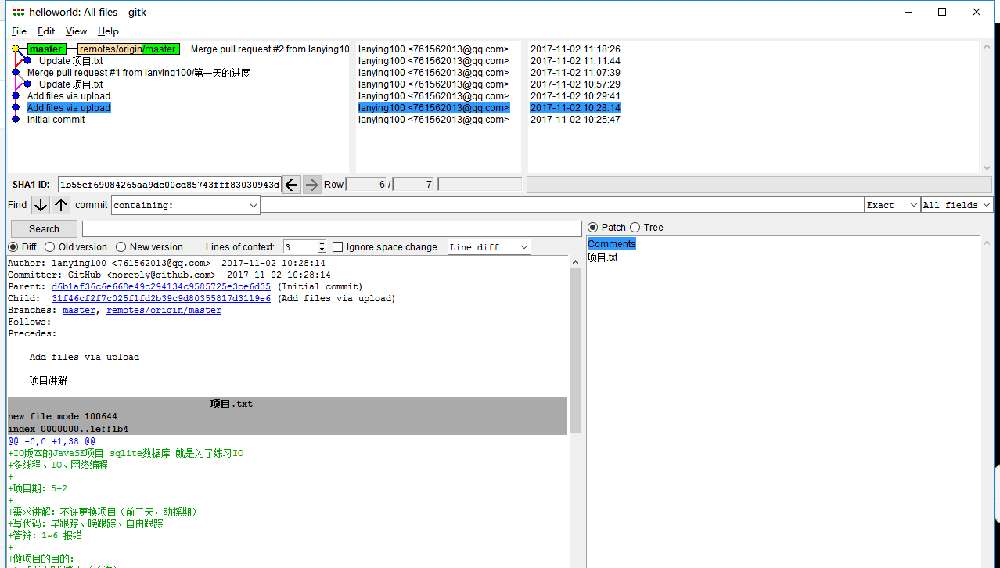 helloworld: All files - gitk
File Edit View Help
master remotes/origin/master Merge pull request #2 from lanying10 lanying100 <761562013@qq.com> 2017-11-02 11:18:26
Update 项目.txt lanying100 <761562013@qq.com> 2017-11-02 11:11:44
Merge pull request #1 from lanying100/第一天的进度 lanying100 <761562013@qq.com> 2017-11-02 11:07:39
Update 项目.txt lanying100 <761562013@qq.com> 2017-11-02 10:57:29
Add files via upload lanying100 <761562013@qq.com> 2017-11-02 10:29:41
Add files via upload lanying100 <761562013@qq.com> 2017-11-02 10:28:14
Initial commit lanying100 <761562013@qq.com> 2017-11-02 10:25:47
SHA1 ID: 1b55ef69084265aa9dc00cd85743fff83030943d Row 6 / 7
Find commit containing: Exact All fields
Search
Diff Old version New version Lines of context: 3 Ignore space change Line diff
Patch Tree
Comments
项目.txt
Author: lanying100 <761562013@qq.com> 2017-11-02 10:28:14
Committer: GitHub <noreply@github.com> 2017-11-02 10:28:14
Parent: d6b1af36c6e668e49c294134c9585725e3ce6d35 (Initial commit)
Child: 31f46cf2f7c025f1fd2b39c9d80355817d3119e6 (Add files via upload)
Branches: master, remotes/origin/master
Follows:
Precedes:
Add files via upload
项目讲解
------------------------------------ 项目.txt ------------------------------------
new file mode 100644
index 0000000..1eff1b4
@@ -0,0 +1,38 @@
+IO版本的JavaSE项目 sqlite数据库 就是为了练习IO
+多线程、IO、网络编程
+
+项目期: 5+2
+
+需求讲解: 不许更换项目（前三天，动摇期）
+写代码: 早跟踪、晚跟踪、自由跟踪
+答辩: 1~6 报错
+
+做项目的目的: